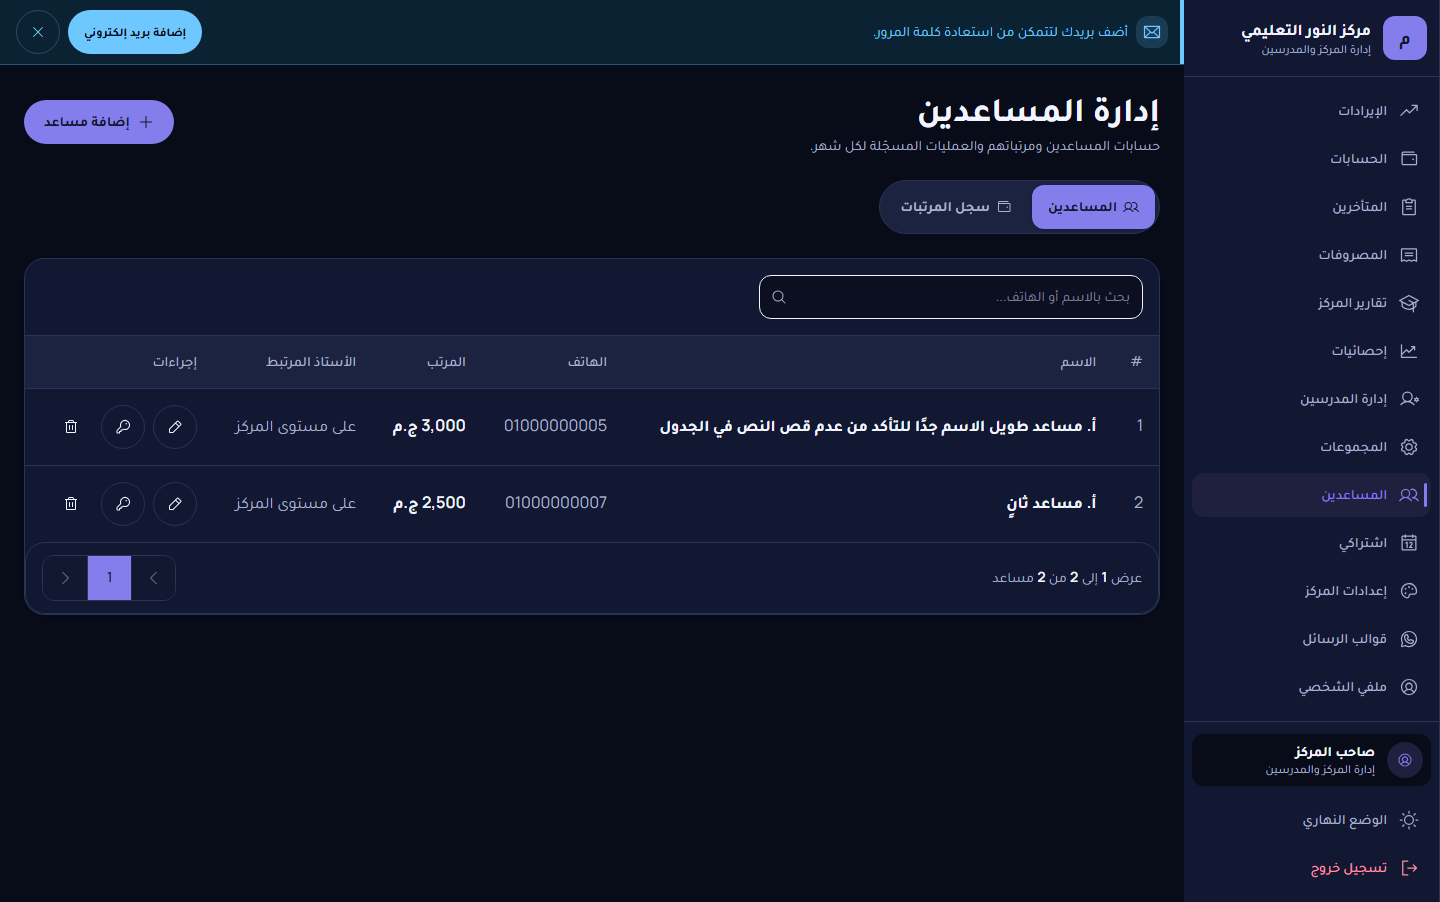 م
مركز النور التعليمي
إدارة المركز والمدرسين
الإيرادات
الحسابات
المتأخرين
المصروفات
تقارير المركز
إحصائيات
إدارة المدرسين
المجموعات
المساعدين
12
اشتراكي
إعدادات المركز
قوالب الرسائل
ملفي الشخصي
صاحب المركز
إدارة المركز والمدرسين
الوضع النهاري
تسجيل خروج
أضف بريدك لتتمكن من استعادة كلمة المرور.
إضافة بريد إلكتروني
إدارة المساعدين
حسابات المساعدين ومرتباتهم والعمليات المسجّلة لكل شهر.
إضافة مساعد
المساعدين
سجل المرتبات
بحث بالاسم أو الهاتف...
# الاسم الهاتف المرتب الأستاذ المرتبط إجراءات
1 أ. مساعد طويل الاسم جدًا للتأكد من عدم قص النص في الجدول 01000000005 3,000 ج.م على مستوى المركز
2 أ. مساعد ثانٍ 01000000007 2,500 ج.م على مستوى المركز
عرض 1 إلى 2 من 2 مساعد
1